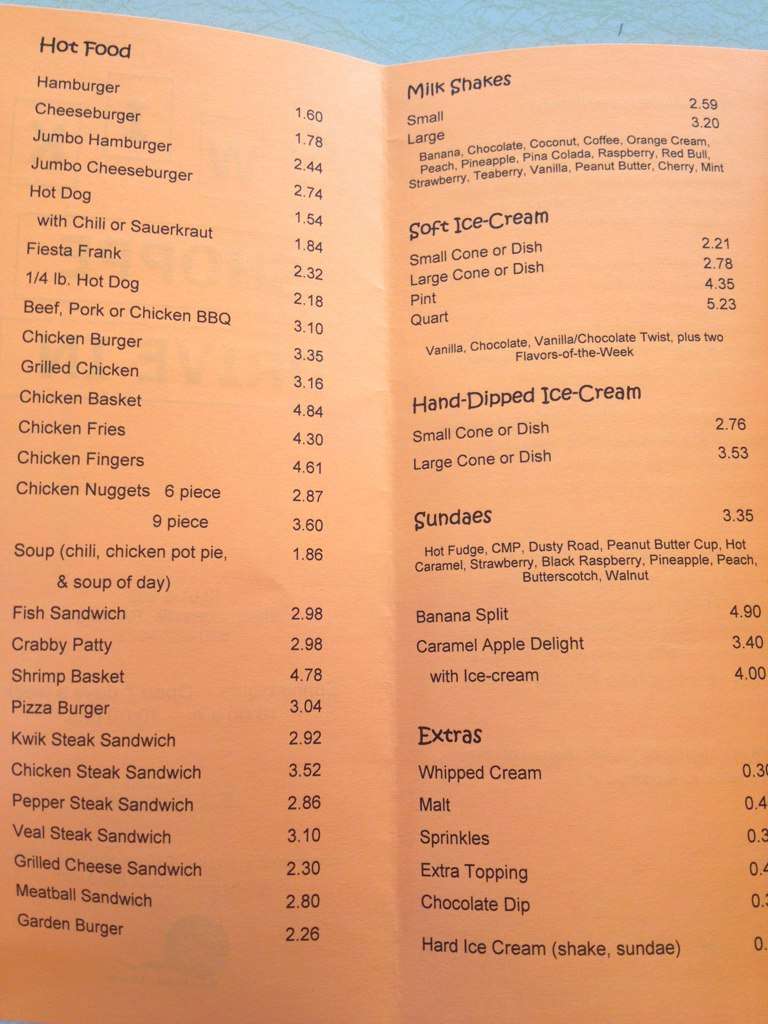 Hot Food
Hamburger 1.60
Cheeseburger 1.78
Jumbo Hamburger 2.44
Jumbo Cheeseburger 2.74
Hot Dog 1.54
with Chili or Sauerkraut 1.84
Fiesta Frank 2.32
1/4 lb. Hot Dog 2.18
Beef, Pork or Chicken BBQ 3.10
Chicken Burger 3.35
Grilled Chicken 3.16
Chicken Basket 4.84
Chicken Fries 4.30
Chicken Fingers 4.61
Chicken Nuggets 6 piece 2.87
9 piece 3.60
Soup (chili, chicken pot pie, 1.86
& soup of day)
Fish Sandwich 2.98
Crabby Patty 2.98
Shrimp Basket 4.78
Pizza Burger 3.04
Kwik Steak Sandwich 2.92
Chicken Steak Sandwich 3.52
Pepper Steak Sandwich 2.86
Veal Steak Sandwich 3.10
Grilled Cheese Sandwich 2.30
Meatball Sandwich 2.80
Garden Burger 2.26
Milk Shakes
Small 2.59
Large 3.20
Banana, Chocolate, Coconut, Coffee, Orange Cream,
Peach, Pineapple, Pina Colada, Raspberry, Red Bull,
Strawberry, Teaberry, Vanilla, Peanut Butter, Cherry, Mint
Soft Ice-Cream
Small Cone or Dish 2.21
Large Cone or Dish 2.78
Pint 4.35
Quart 5.23
Vanilla, Chocolate, Vanilla/Chocolate Twist, plus two
Flavors-of-the-Week
Hand-Dipped Ice-Cream
Small Cone or Dish 2.76
Large Cone or Dish 3.53
Sundaes 3.35
Hot Fudge, CMP, Dusty Road, Peanut Butter Cup, Hot
Caramel, Strawberry, Black Raspberry, Pineapple, Peach,
Butterscotch, Walnut
Banana Split 4.90
Caramel Apple Delight 3.40
with Ice-cream 4.00
Extras
Whipped Cream 0.30
Malt 0.4
Sprinkles 0.3
Extra Topping 0.4
Chocolate Dip 0.3
Hard Ice Cream (shake, sundae) 0.